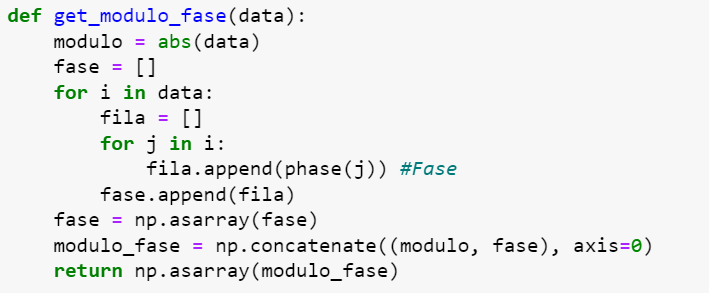 def get_modulo_fase(data):
    modulo = abs(data)
    fase = []
    for i in data:
        fila = []
        for j in i:
            fila.append(phase(j)) #Fase
        fase.append(fila)
    fase = np.asarray(fase)
    modulo_fase = np.concatenate((modulo, fase), axis=0)
    return np.asarray(modulo_fase)